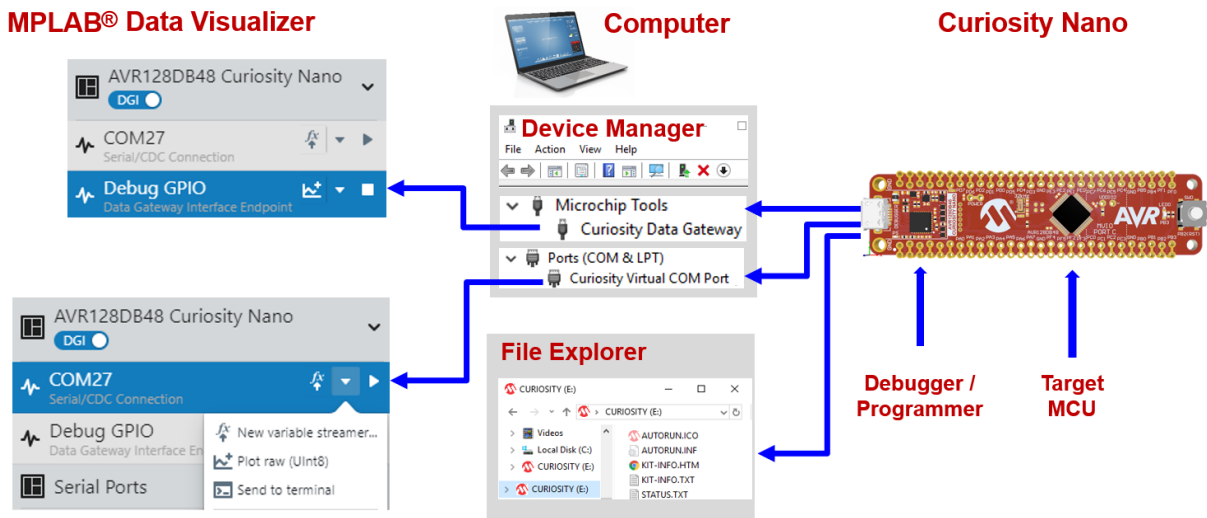 MPLAB® Data Visualizer
Computer
Curiosity Nano
AVR128DB48 Curiosity Nano
DGI
COM27
Serial/CDC Connection
Debug GPIO
Data Gateway Interface Endpoint
Device Manager
File Action View Help
Microchip Tools
Curiosity Data Gateway
Ports (COM & LPT)
Curiosity Virtual COM Port
AVR
Debugger /
Programmer
Target
MCU
AVR128DB48 Curiosity Nano
DGI
COM27
Serial/CDC Connection
Debug GPIO
Data Gateway Interface En
Serial Ports
New variable streamer...
Plot raw (UInt8)
Send to terminal
File Explorer
CURIOSITY (E:)
CURIOSITY (E:)
Videos
Local Disk (C:)
CURIOSITY (E:)
CURIOSITY (E:)
AUTORUN.ICO
AUTORUN.INF
KIT-INFO.HTM
KIT-INFO.TXT
STATUS.TXT